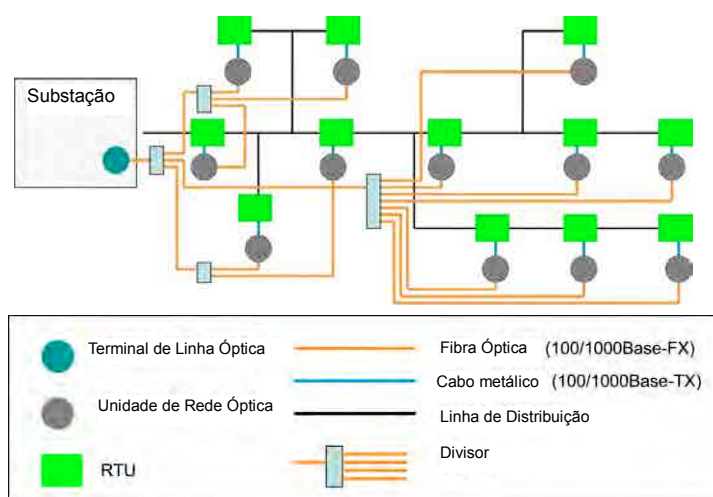 Substação
Terminal de Linha Óptica
Fibra Óptica (100/1000Base-FX)
Cabo metálico (100/1000Base-TX)
Unidade de Rede Óptica
Linha de Distribuição
Divisor
RTU